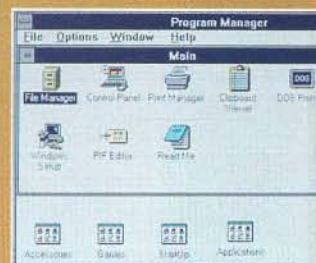 Program Manager
File Options Window Help
Main
File Manager Control Panel Print Manager Clipboard Viewer DOS Prom
Windows Setup PIF Editor Read Me
DOS
Accessories Games StartUp Applications